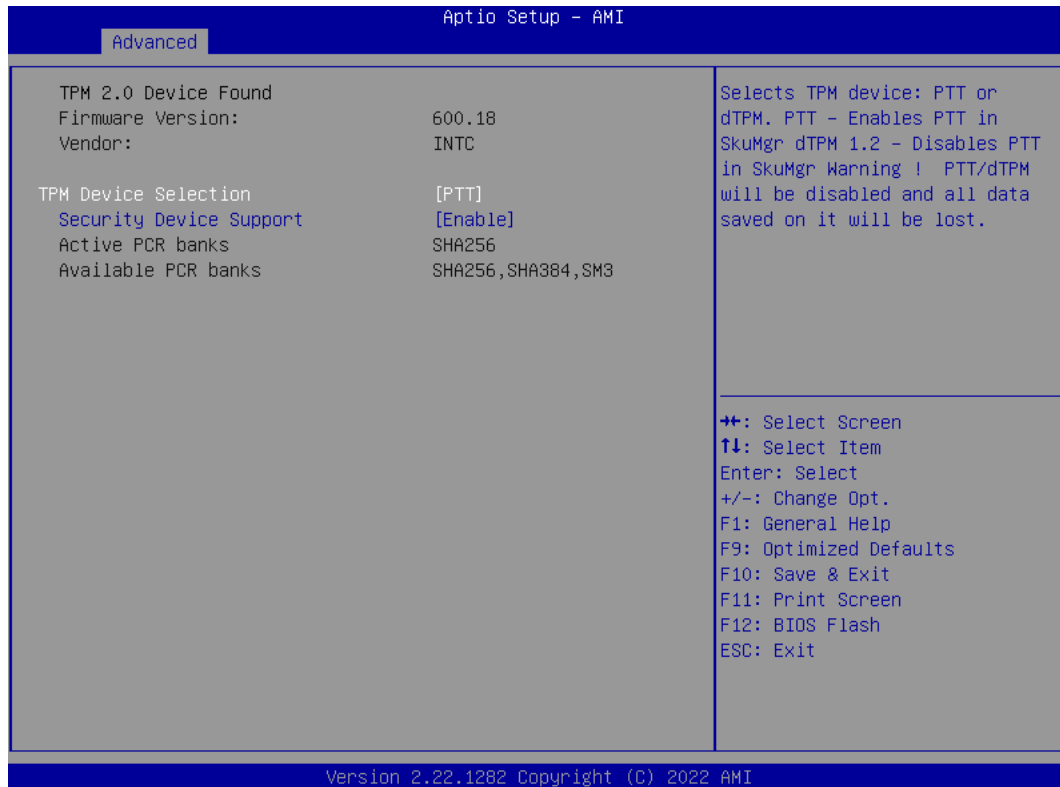 Aptio Setup – AMI
Advanced
TPM 2.0 Device Found
Firmware Version: 600.18
Vendor: INTC
TPM Device Selection [PTT]
Security Device Support [Enable]
Active PCR banks SHA256
Available PCR banks SHA256,SHA384,SM3
Selects TPM device: PTT or
dTPM. PTT – Enables PTT in
SkuMgr dTPM 1.2 – Disables PTT
in SkuMgr Warning ! PTT/dTPM
will be disabled and all data
saved on it will be lost.
→←: Select Screen
↑↓: Select Item
Enter: Select
+/-: Change Opt.
F1: General Help
F9: Optimized Defaults
F10: Save & Exit
F11: Print Screen
F12: BIOS Flash
ESC: Exit
Version 2.22.1282 Copyright (C) 2022 AMI